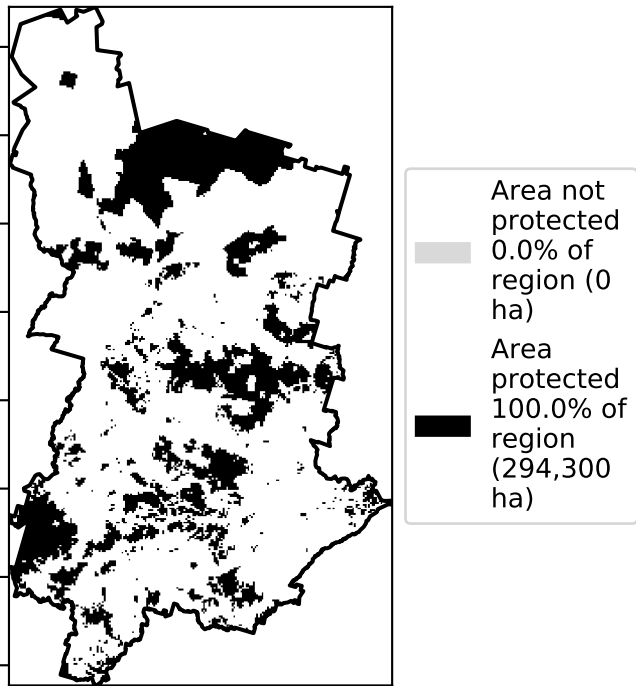 Area not
protected
0.0% of
region (0
ha)
Area
protected
100.0% of
region
(294,300
ha)